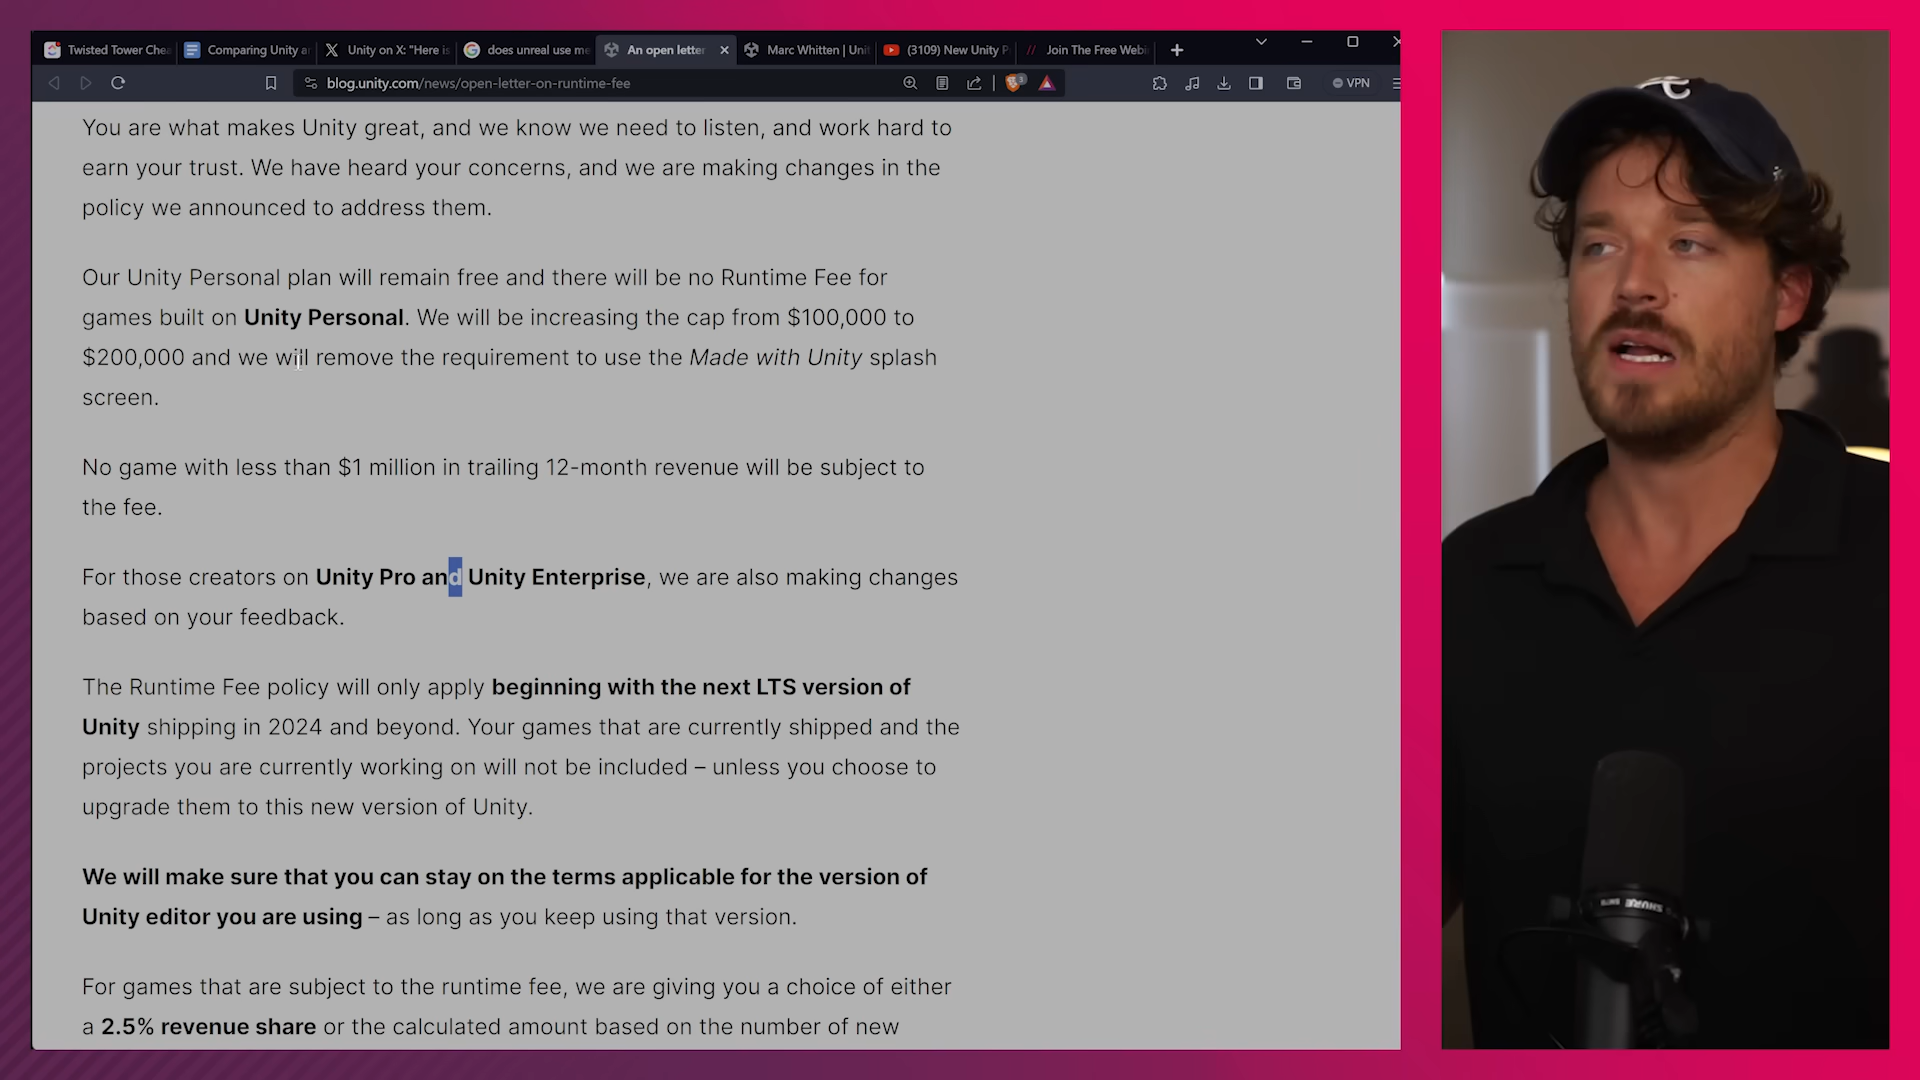 Twisted Tower Chea
Comparing Unity a
Unity on X: "Here is
does unreal use me
An open letter
Marc Whitten | Unit
(3109) New Unity P
Join The Free Webi
blog.unity.com/news/open-letter-on-runtime-fee
VPN
You are what makes Unity great, and we know we need to listen, and work hard to
earn your trust. We have heard your concerns, and we are making changes in the
policy we announced to address them.
Our Unity Personal plan will remain free and there will be no Runtime Fee for
games built on Unity Personal. We will be increasing the cap from $100,000 to
$200,000 and we will remove the requirement to use the Made with Unity splash
screen.
No game with less than $1 million in trailing 12-month revenue will be subject to
the fee.
For those creators on Unity Pro and Unity Enterprise, we are also making changes
based on your feedback.
The Runtime Fee policy will only apply beginning with the next LTS version of
Unity shipping in 2024 and beyond. Your games that are currently shipped and the
projects you are currently working on will not be included – unless you choose to
upgrade them to this new version of Unity.
We will make sure that you can stay on the terms applicable for the version of
Unity editor you are using – as long as you keep using that version.
For games that are subject to the runtime fee, we are giving you a choice of either
a 2.5% revenue share or the calculated amount based on the number of new
SHURE